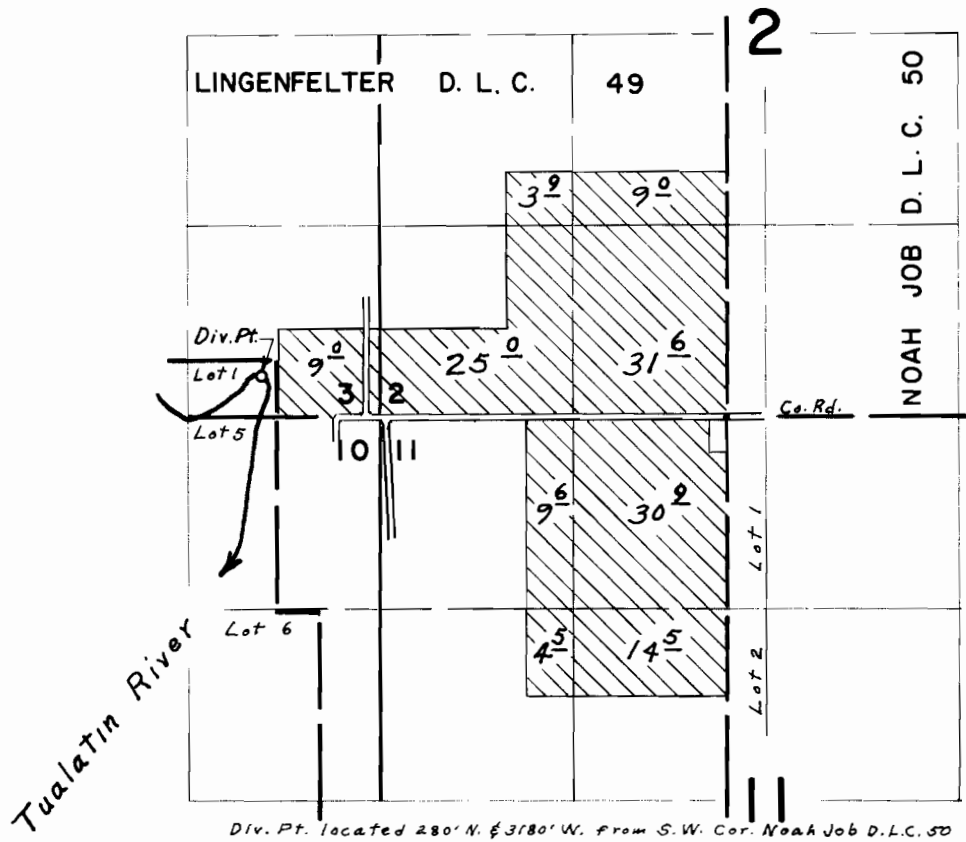 2
LINGENFELTER D. L. C. 49
NOAH JOB D. L. C. 50
3 9
9 0
Div. Pt.
9 0
25 0
31 6
Lot 1
3 2
Co. Rd.
Lot 5
10 11
9 6
30 9
Lot 1
Lot 6
4 5
14 5
Lot 2
Tualatin River
11
Div. Pt. located 280' N. & 3180' W. from S.W. Cor. Noah Job D.L.C. 50